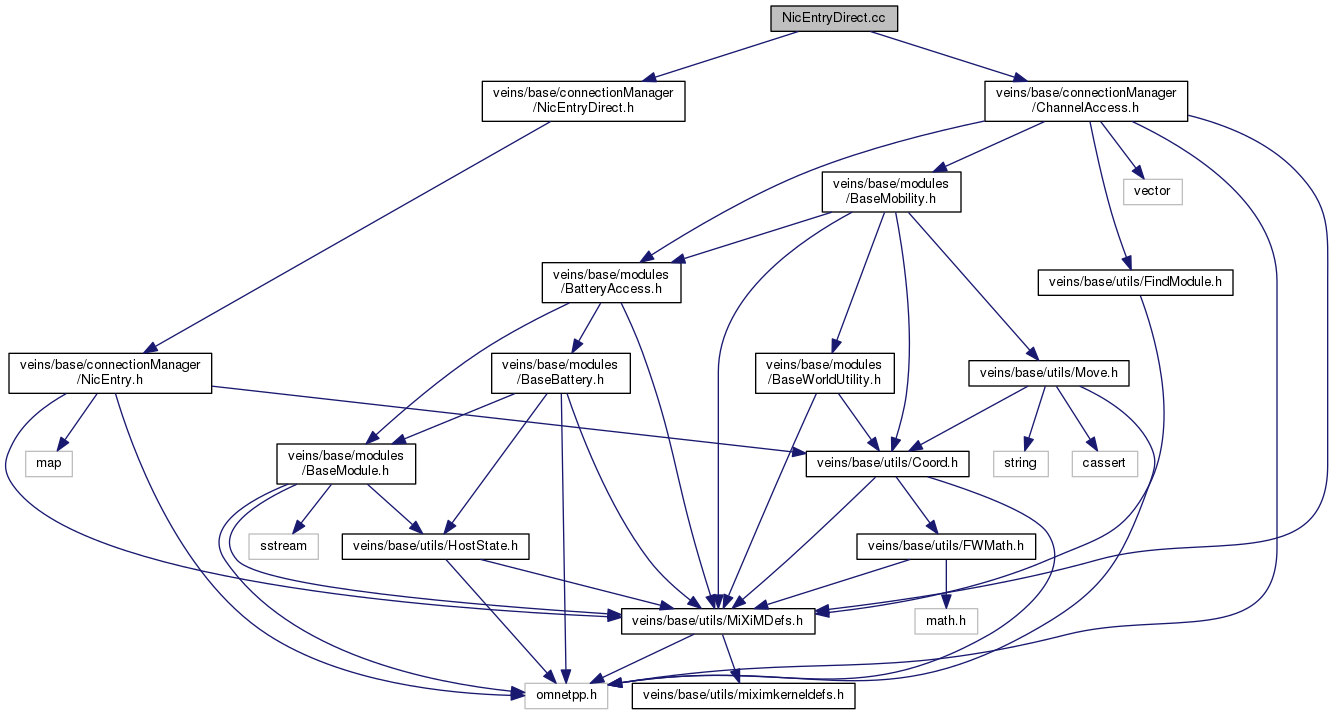 NicEntryDirect.cc
veins/base/connectionManager
/NicEntryDirect.h
veins/base/connectionManager
/ChannelAccess.h
veins/base/modules
/BaseMobility.h
vector
veins/base/modules
/BatteryAccess.h
veins/base/utils/FindModule.h
veins/base/connectionManager
/NicEntry.h
veins/base/modules
/BaseBattery.h
veins/base/modules
/BaseWorldUtility.h
veins/base/utils/Move.h
map
veins/base/modules
/BaseModule.h
veins/base/utils/Coord.h
string
cassert
sstream
veins/base/utils/HostState.h
veins/base/utils/FWMath.h
veins/base/utils/MiXiMDefs.h
math.h
omnetpp.h
veins/base/utils/miximkerneldefs.h